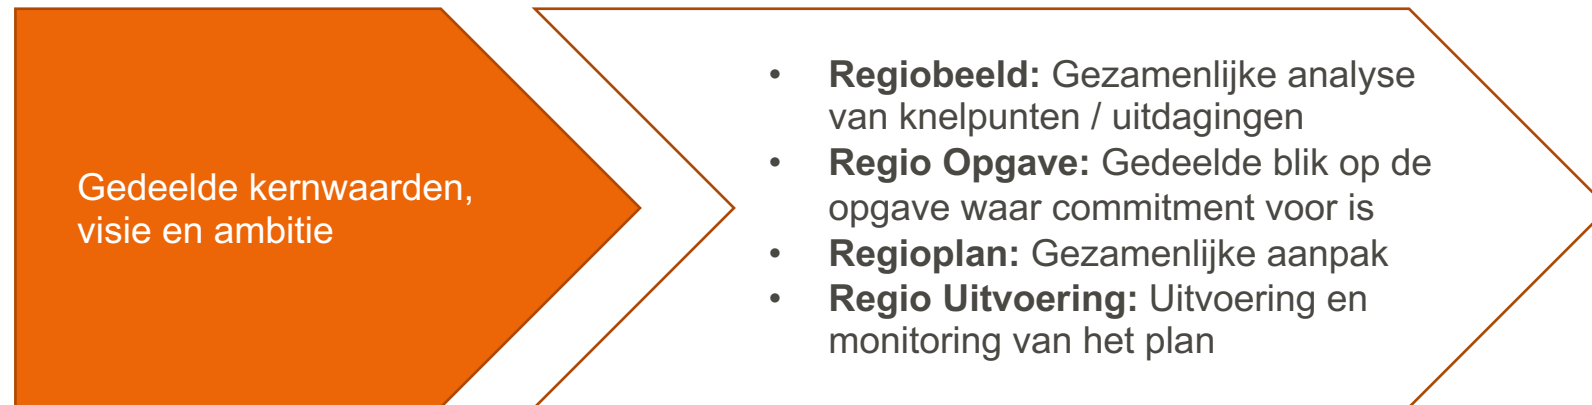 Gedeelde kernwaarden,
visie en ambitie
• Regiobeeld: Gezamenlijke analyse
van knelpunten / uitdagingen
• Regio Opgave: Gedeelde blik op de
opgave waar commitment voor is
• Regioplan: Gezamenlijke aanpak
• Regio Uitvoering: Uitvoering en
monitoring van het plan